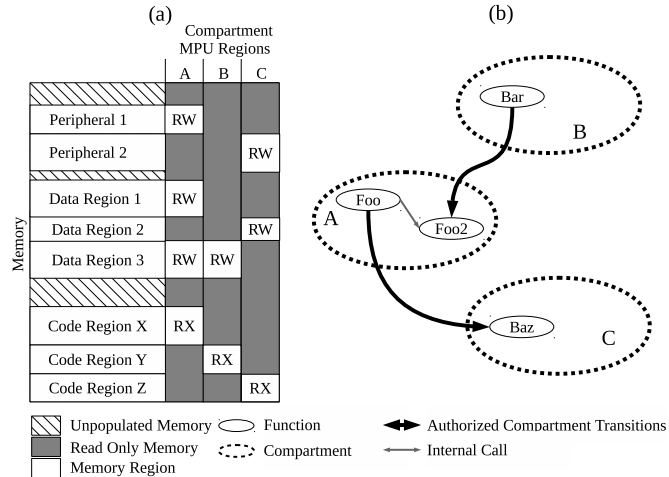 (a)
Compartment
MPU Regions
A B C
Memory
Peripheral 1 RW
Peripheral 2 RW
Data Region 1 RW
Data Region 2 RW
Data Region 3 RW RW
Code Region X RX
Code Region Y RX
Code Region Z RX
(b)
Bar
B
Foo
A
Foo2
Baz
C
Unpopulated Memory
Read Only Memory
Memory Region
Function
Compartment
Authorized Compartment Transitions
Internal Call